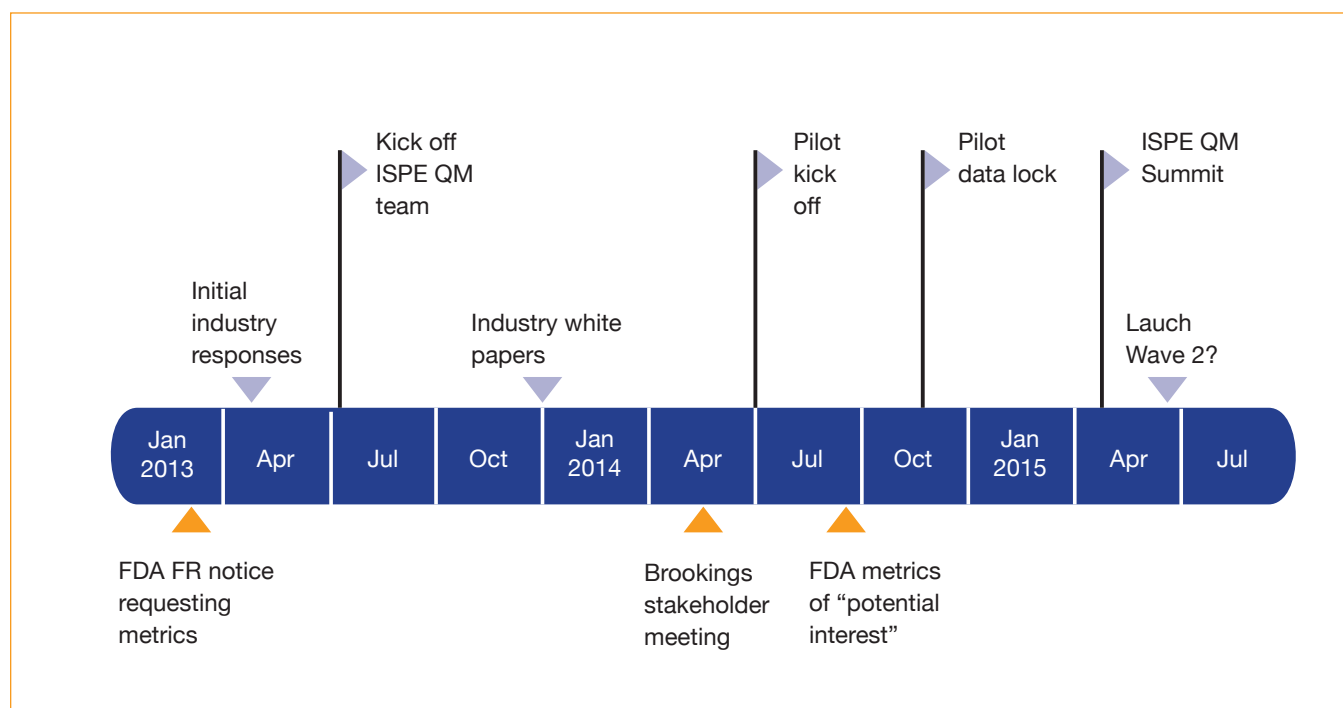 Kick off
ISPE QM
team
Pilot
kick
off
Pilot
data lock
ISPE QM
Summit
Initial
industry
responses
Industry white
papers
Lauch
Wave 2?
Jan
2013
Apr
Jul
Oct
Jan
2014
Apr
Jul
Oct
Jan
2015
Apr
Jul
FDA FR notice
requesting
metrics
Brookings
stakeholder
meeting
FDA metrics
of “potential
interest”